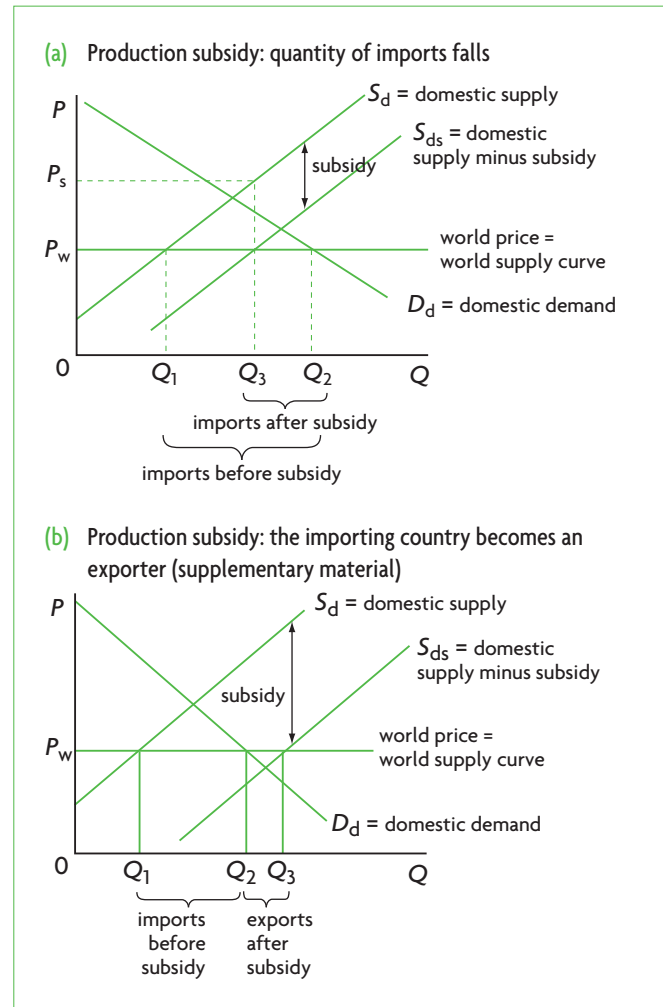 (a) Production subsidy: quantity of imports falls
P
S_d = domestic supply
S_ds = domestic
supply minus subsidy
subsidy
P_s
P_w
world price =
world supply curve
D_d = domestic demand
0
Q_1
Q_3
Q_2
Q
imports after subsidy
imports before subsidy
(b) Production subsidy: the importing country becomes an
exporter (supplementary material)
P
S_d = domestic supply
S_ds = domestic
supply minus subsidy
subsidy
P_w
world price =
world supply curve
D_d = domestic demand
0
Q_1
Q_2
Q_3
Q
imports
before
subsidy
exports
after
subsidy